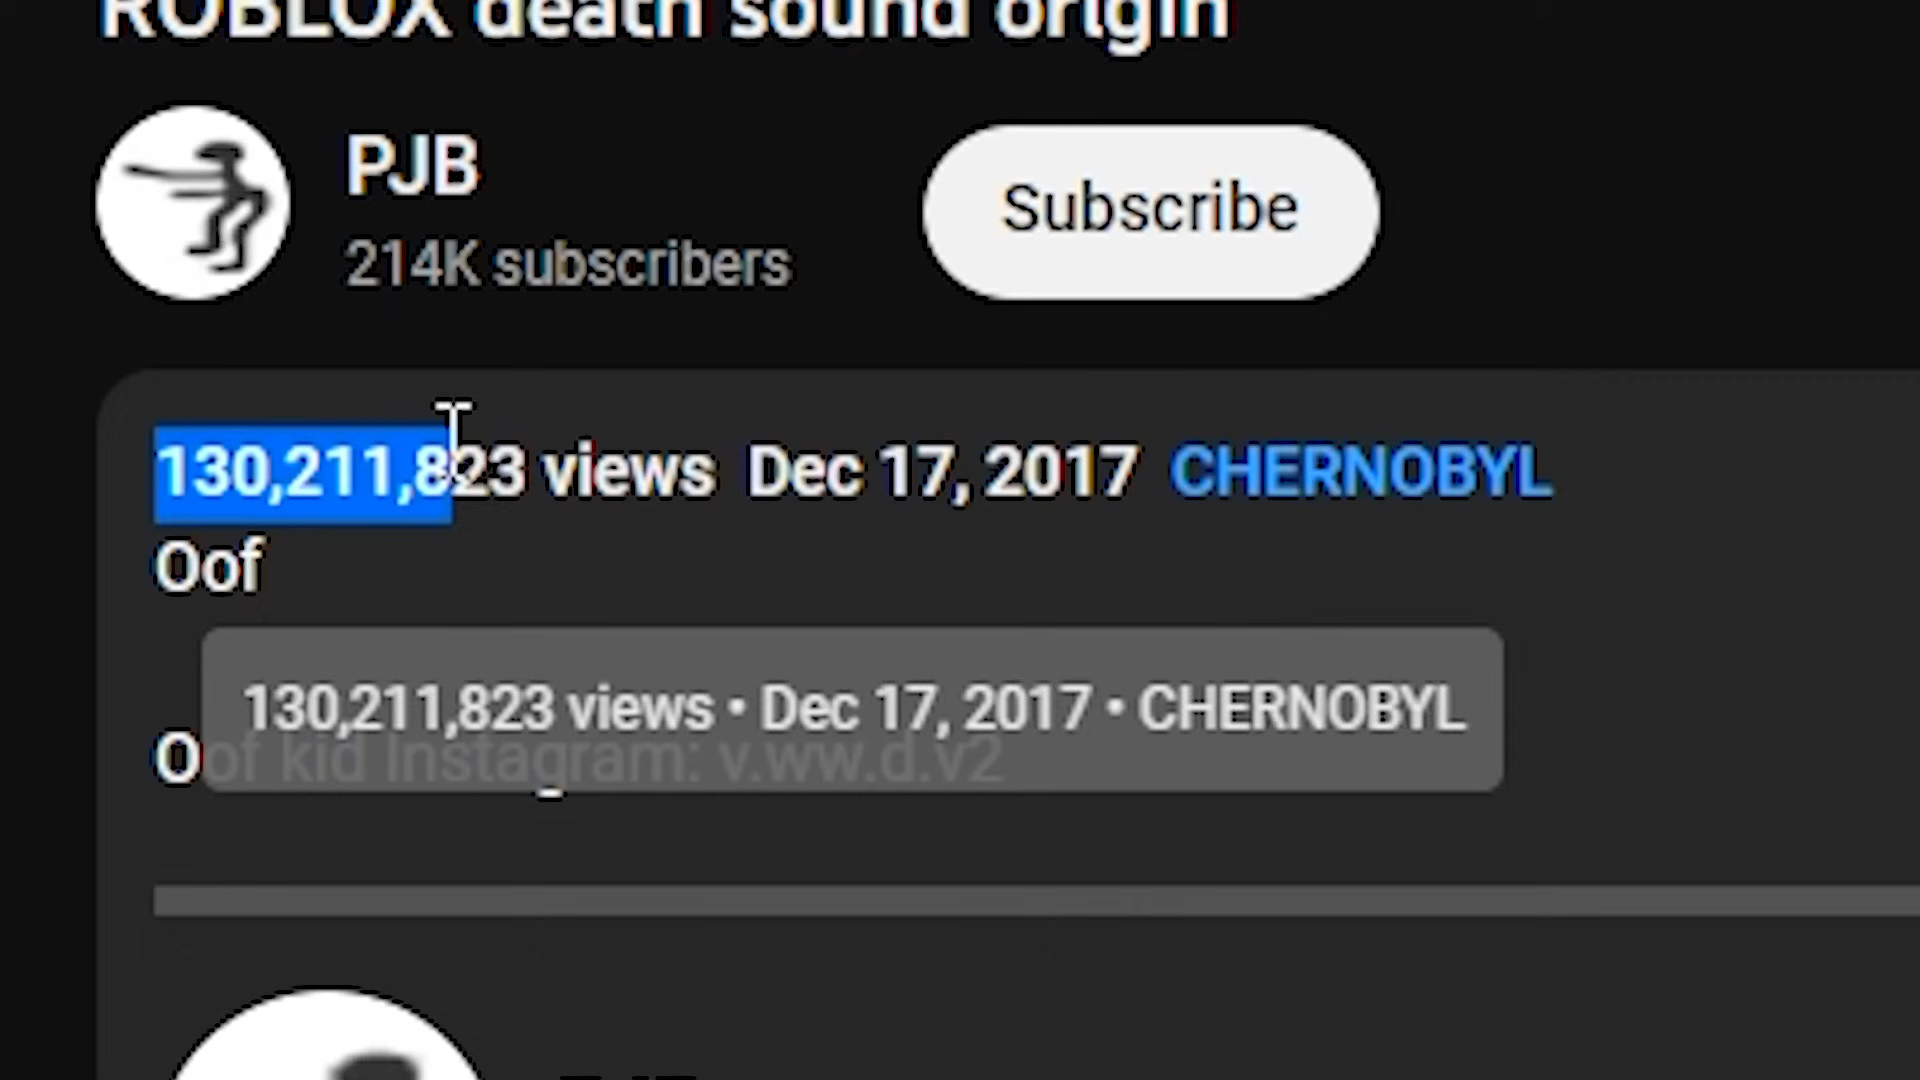 ROBLOX death sound origin
PJB
214K subscribers
Subscribe
130,211,823 views Dec 17, 2017 CHERNOBYL
Oof
130,211,823 views • Dec 17, 2017 • CHERNOBYL
Oof kid Instagram: v.ww.d.v2